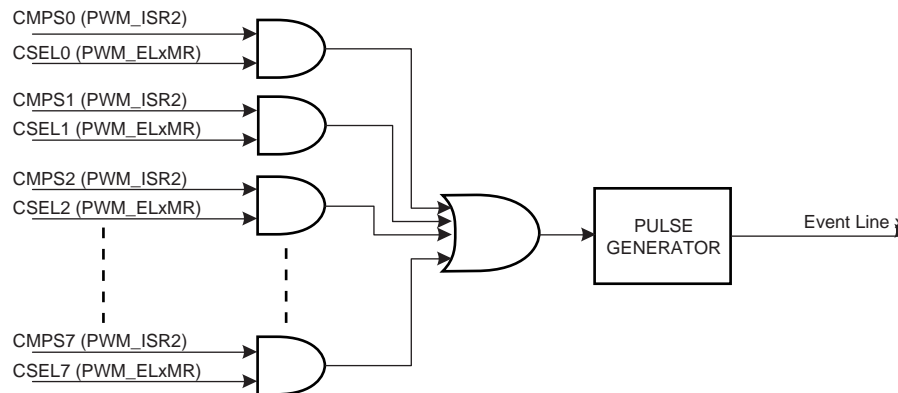 CMPS0 (PWM_ISR2)
CSEL0 (PWM_ELxMR)
CMPS1 (PWM_ISR2)
CSEL1 (PWM_ELxMR)
CMPS2 (PWM_ISR2)
CSEL2 (PWM_ELxMR)
PULSE
GENERATOR
Event Line
CMPS7 (PWM_ISR2)
CSEL7 (PWM_ELxMR)